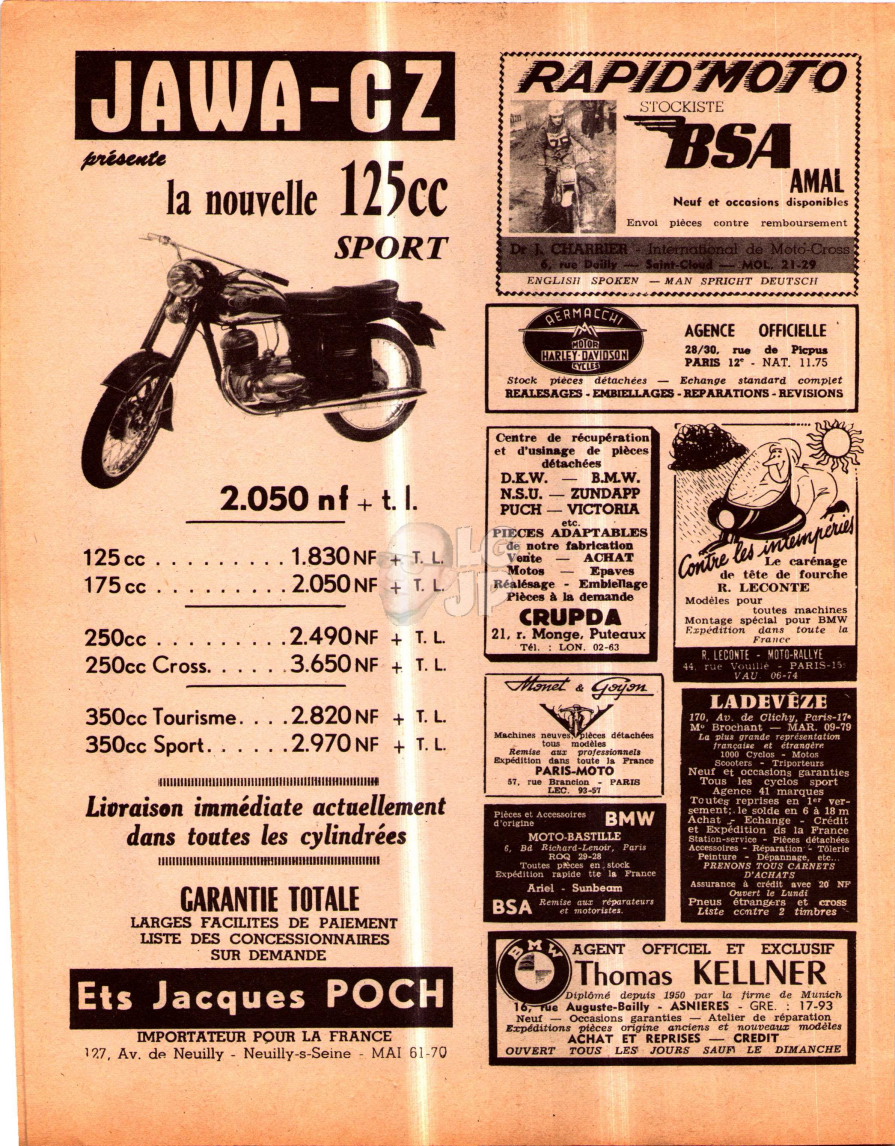 JAWA-CZ
présente
la nouvelle 125cc
SPORT
2.050 nf + t. l.
125 cc . . . . . . . . . . 1.830 NF + T. L.
175 cc . . . . . . . . . . 2.050 NF + T. L.
250cc . . . . . . . . . 2.490 NF + T. L.
250cc Cross. . . . . . 3.650 NF + T. L.
350cc Tourisme. . . . 2.820 NF + T. L.
350cc Sport. . . . . . 2.970 NF + T. L.
Livraison immédiate actuellement
dans toutes les cylindrées
GARANTIE TOTALE
LARGES FACILITES DE PAIEMENT
LISTE DES CONCESSIONNAIRES
SUR DEMANDE
Ets Jacques POCH
IMPORTATEUR POUR LA FRANCE
127, Av. de Neuilly - Neuilly-s-Seine - MAI 61-70
RAPID'MOTO
STOCKISTE
BSA
AMAL
Neuf et occasions disponibles
Envoi pièces contre remboursement
Dr J. CHARRIER - International de Moto-Cross
6, rue Dailly — Saint-Cloud — MOL. 21-29
ENGLISH SPOKEN — MAN SPRICHT DEUTSCH
AERMACCHI
MOTOR
HARLEY-DAVIDSON
CYCLES
AGENCE OFFICIELLE
28/30, rue de Picpus
PARIS 12e - NAT. 11.75
Stock pièces détachées — Echange standard complet
REALESAGES - EMBIELLAGES - REPARATIONS - REVISIONS
Centre de récupération
et d'usinage de pièces
détachées
D.K.W. — B.M.W.
N.S.U. — ZUNDAPP
PUCH — VICTORIA
etc.
PIECES ADAPTABLES
de notre fabrication
Vente — ACHAT
Motos — Epaves
Réalésage - Embiellage
Pièces à la demande
CRUPDA
21, r. Monge, Puteaux
Tél. : LON. 02-63
Contre les intempéries
Le carénage
de tête de fourche
R. LECONTE
Modèles pour
toutes machines
Montage spécial pour BMW
Expédition dans toute la
France
R. LECONTE - MOTO-RALLYE
44, rue Vouillé - PARIS-15e
VAU 06-74
Monet & Goyon
Machines neuves, pièces détachées
tous modèles
Remise aux professionnels
Expédition dans toute la France
PARIS-MOTO
57, rue Brancion - PARIS
LEC. 93-57
Pièces et Accessoires
d'origine BMW
MOTO-BASTILLE
6, Bd Richard-Lenoir, Paris
ROQ 29-28
Toutes pièces en stock
Expédition rapide tte la France
Ariel - Sunbeam
BSA Remise aux réparateurs
et motoristes.
LADEVÈZE
170, Av. de Clichy, Paris-17e
Mo Brochant — MAR. 09-79
La plus grande représentation
française et étrangère
1000 Cyclos - Motos
Scooters - Triporteurs
Neuf et occasions garanties
Tous les cyclos sport
Agence 41 marques
Toutes reprises en 1er ver-
sement; le solde en 6 à 18 m
Achat - Echange - Crédit
et Expédition ds la France
Station-service - Pièces détachées
Accessoires - Réparation - Tôlerie
Peinture - Dépannage, etc...
PRENONS TOUS CARNETS
D'ACHATS
Assurance à crédit avec 20 NF
Ouvert le Lundi
Pneus étrangers et cross
Liste contre 2 timbres
BMW
AGENT OFFICIEL ET EXCLUSIF
Thomas KELLNER
Diplômé depuis 1950 par la firme de Munich
16, rue Auguste-Bailly - ASNIERES - GRE. : 17-93
Neuf — Occasions garanties — Atelier de réparation
Expéditions pièces origine anciens et nouveaux modèles
ACHAT ET REPRISES — CREDIT
OUVERT TOUS LES JOURS SAUF LE DIMANCHE
LG
JP